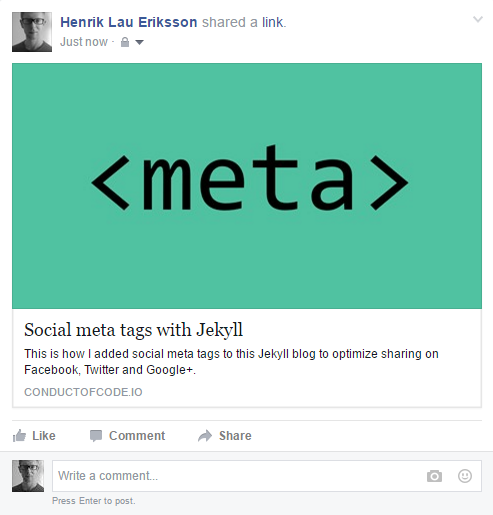 Henrik Lau Eriksson shared a link.
Just now ·
<meta>
Social meta tags with Jekyll
This is how I added social meta tags to this Jekyll blog to optimize sharing on
Facebook, Twitter and Google+.
CONDUCTOFCODE.IO
Like Comment Share
Write a comment...
Press Enter to post.